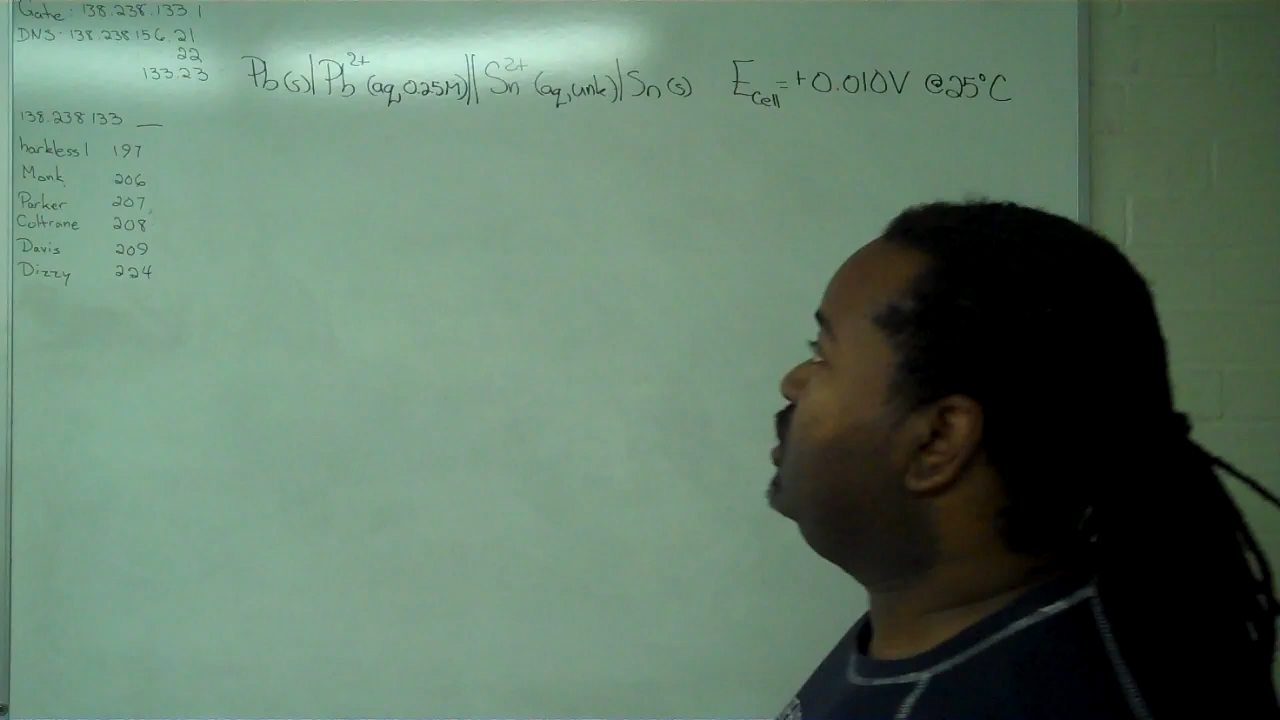 Gate: 138.238.133.1
DNS: 138.238.156.21
22
133.23
Pb(s)|Pb²⁺(aq, 0.25M)||Sn²⁺(aq, unk)|Sn(s) E_cell = +0.010V @25°C
138.238 133 __
harkless1 197
Monk 206
Parker 207
Coltrane 208
Davis 209
Dizzy 224